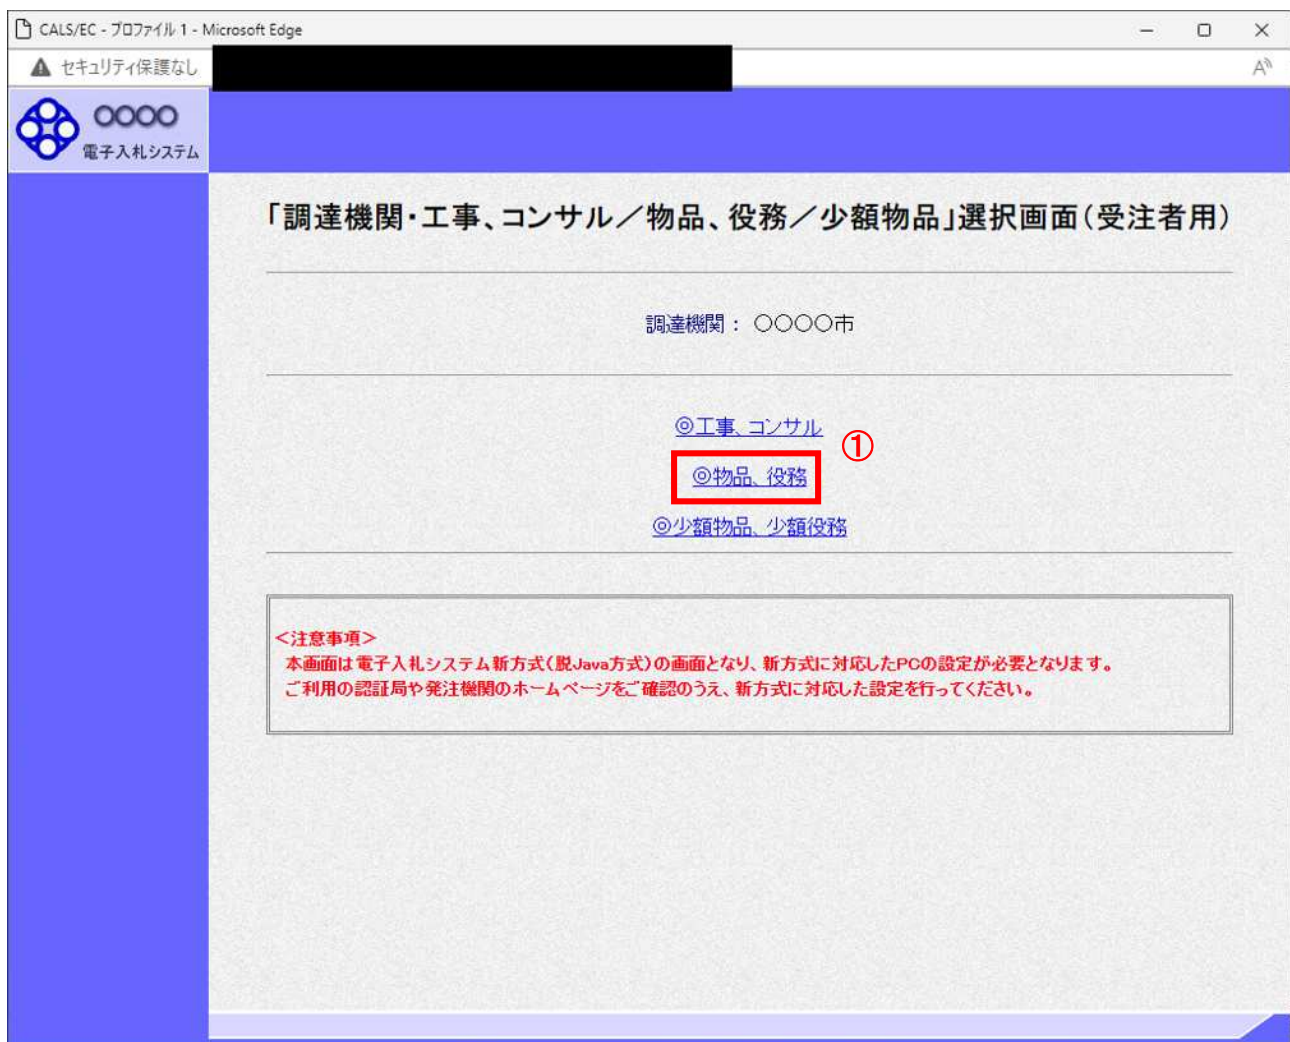 CALS/EC - プロファイル 1 - Microsoft Edge
セキュリティ保護なし
○○○○
電子入札システム
「調達機関・工事、コンサル／物品、役務／少額物品」選択画面(受注者用)
調達機関： ○○○○市
◎工事、コンサル
①
◎物品、役務
◎少額物品、少額役務
＜注意事項＞
本画面は電子入札システム新方式(脱Java方式)の画面となり、新方式に対応したPCの設定が必要となります。
ご利用の認証局や発注機関のホームページをご確認のうえ、新方式に対応した設定を行ってください。